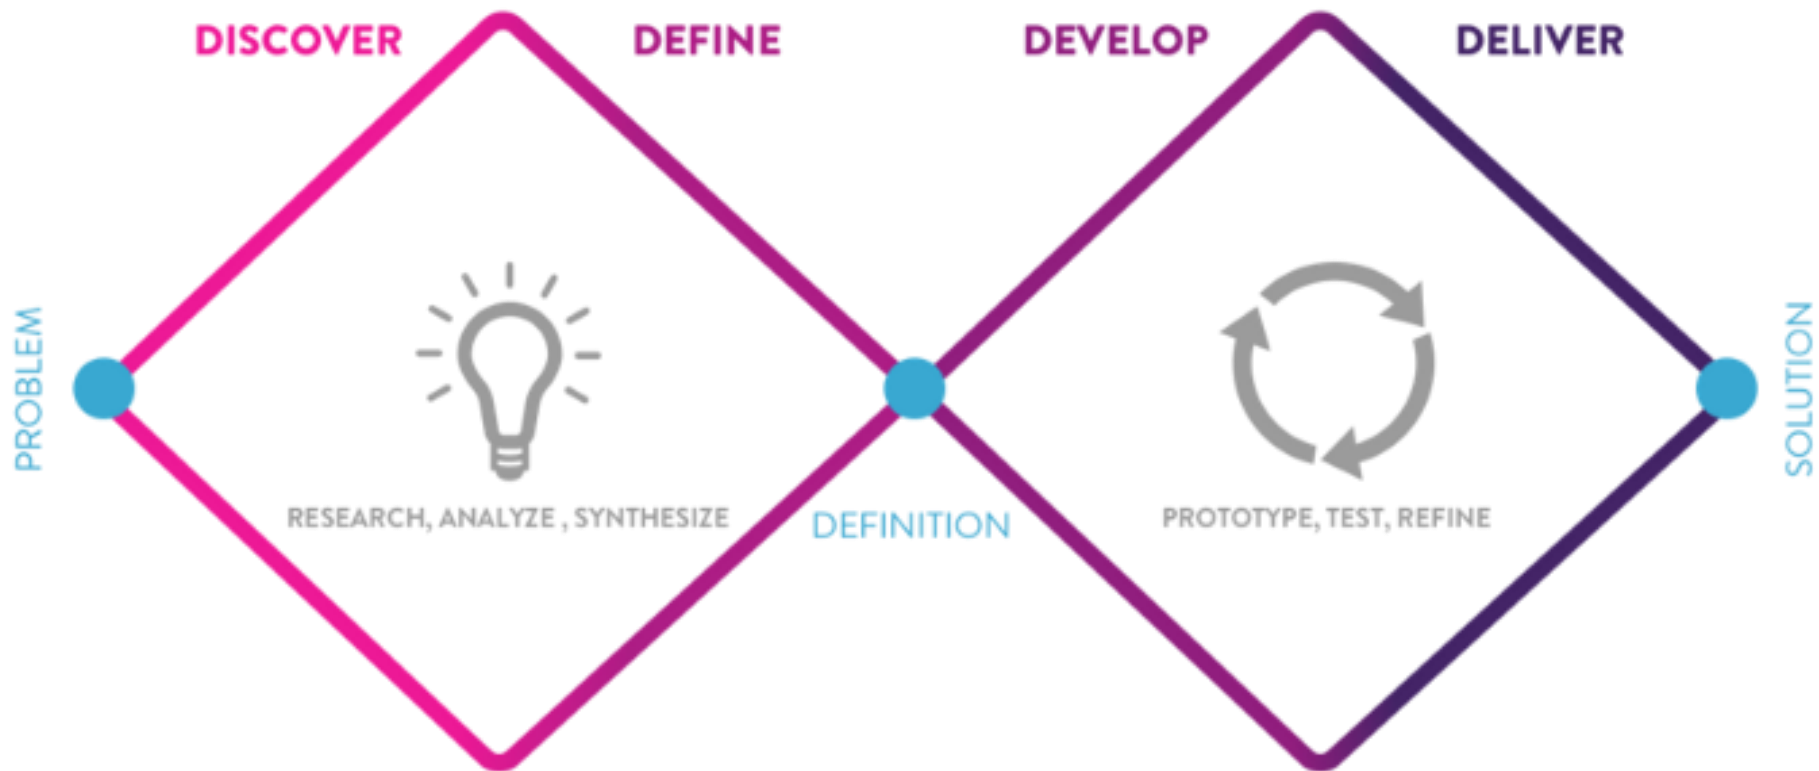 DISCOVER
DEFINE
DEVELOP
DELIVER
PROBLEM
SOLUTION
RESEARCH, ANALYZE , SYNTHESIZE
DEFINITION
PROTOTYPE, TEST, REFINE